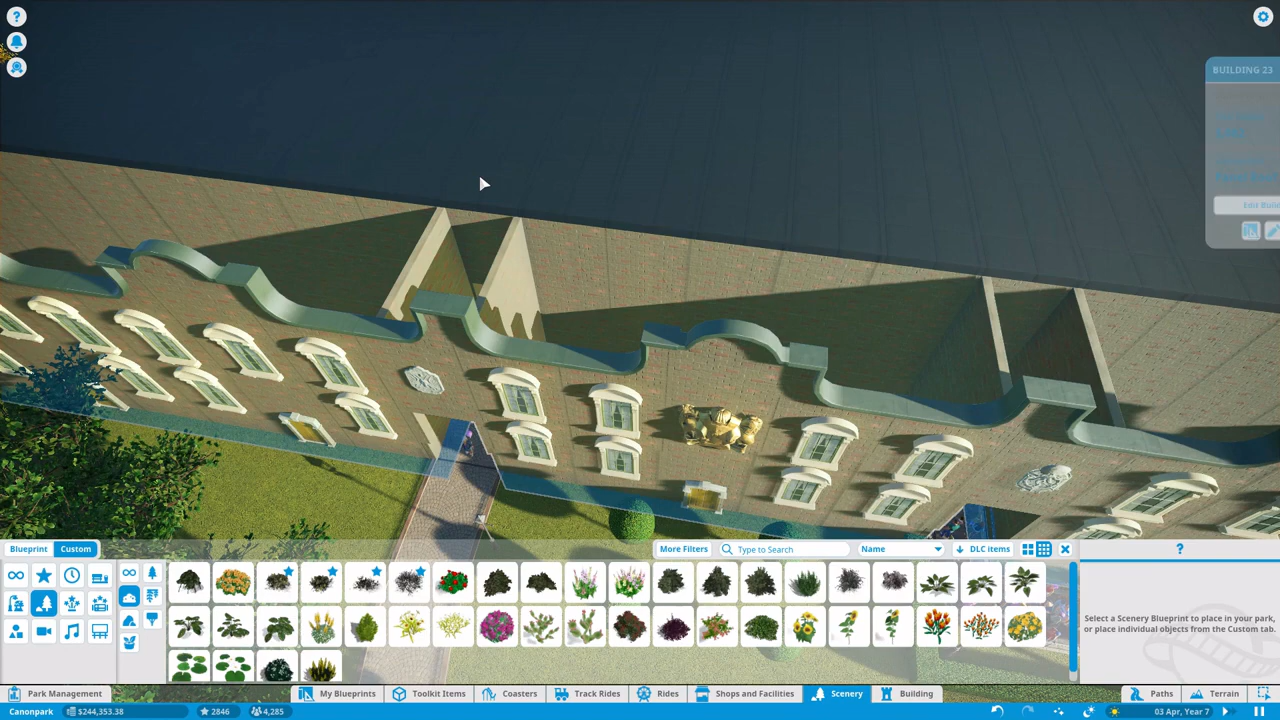 BUILDING 23
Edit Build
Blueprint
Custom
More Filters
Type to Search
Name
DLC items
?
Select a Scenery Blueprint to place in your park,
or place individual objects from the Custom tab.
Park Management
My Blueprints
Toolkit Items
Coasters
Track Rides
Rides
Shops and Facilities
Scenery
Building
Paths
Terrain
Canonpark
$244,353.38
2846
4,285
03 Apr, Year 7